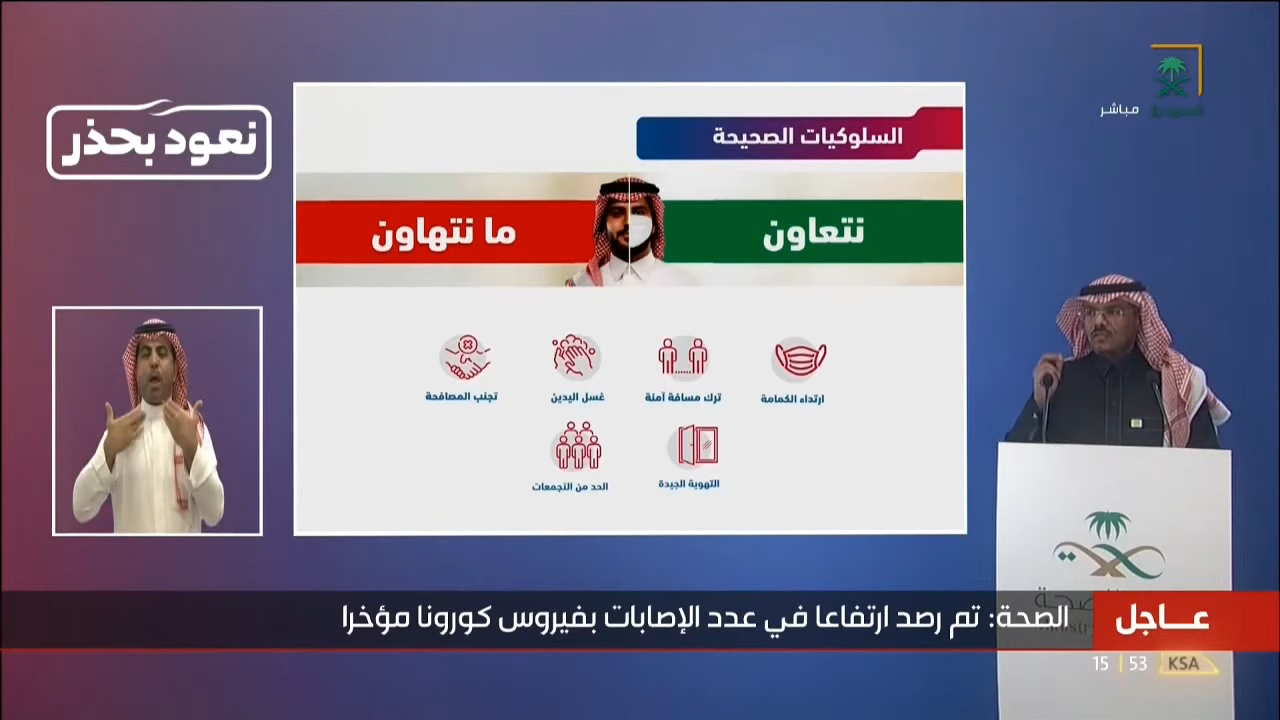 مباشر
نعود بحذر
السلوكيات الصحيحة
نتعاون
ما نتهاون
ارتداء الكمامة
ترك مسافة آمنة
غسل اليدين
تجنب المصافحة
التهوية الجيدة
الحد من التجمعات
عــاجل
الصحة: تم رصد ارتفاعا في عدد الإصابات بفيروس كورونا مؤخرا
15 53 KSA